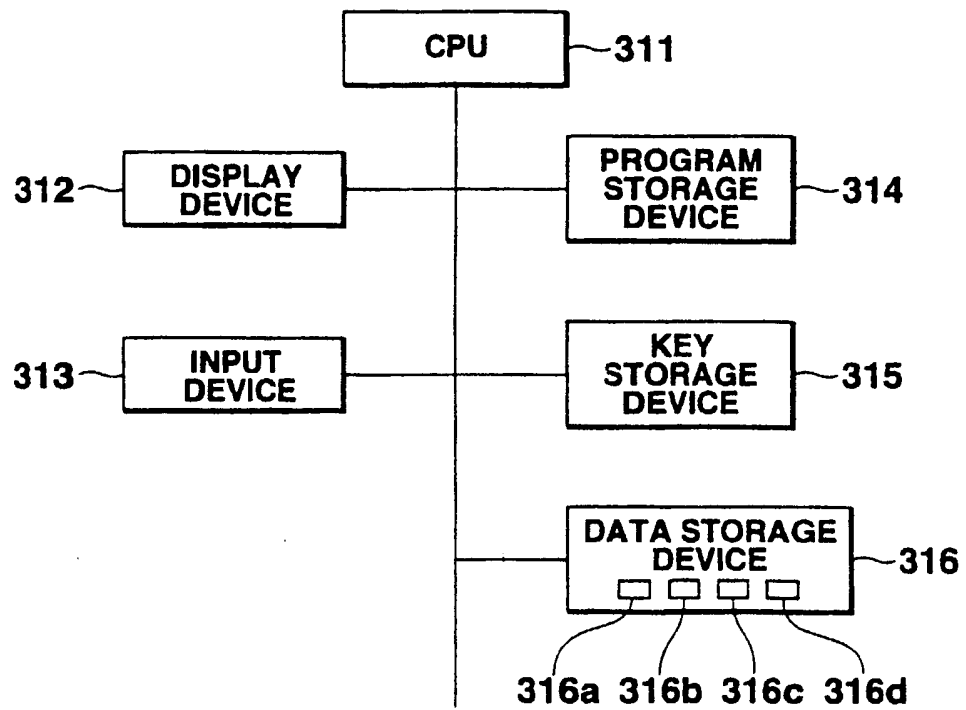 CPU
311
DISPLAY
DEVICE
312
PROGRAM
STORAGE
DEVICE
314
INPUT
DEVICE
313
KEY
STORAGE
DEVICE
315
DATA STORAGE
DEVICE
316
316a 316b 316c 316d